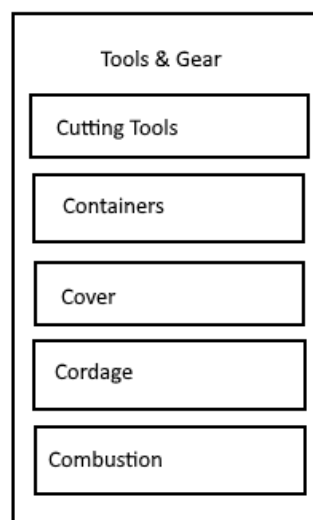 Tools & Gear
Cutting Tools
Containers
Cover
Cordage
Combustion